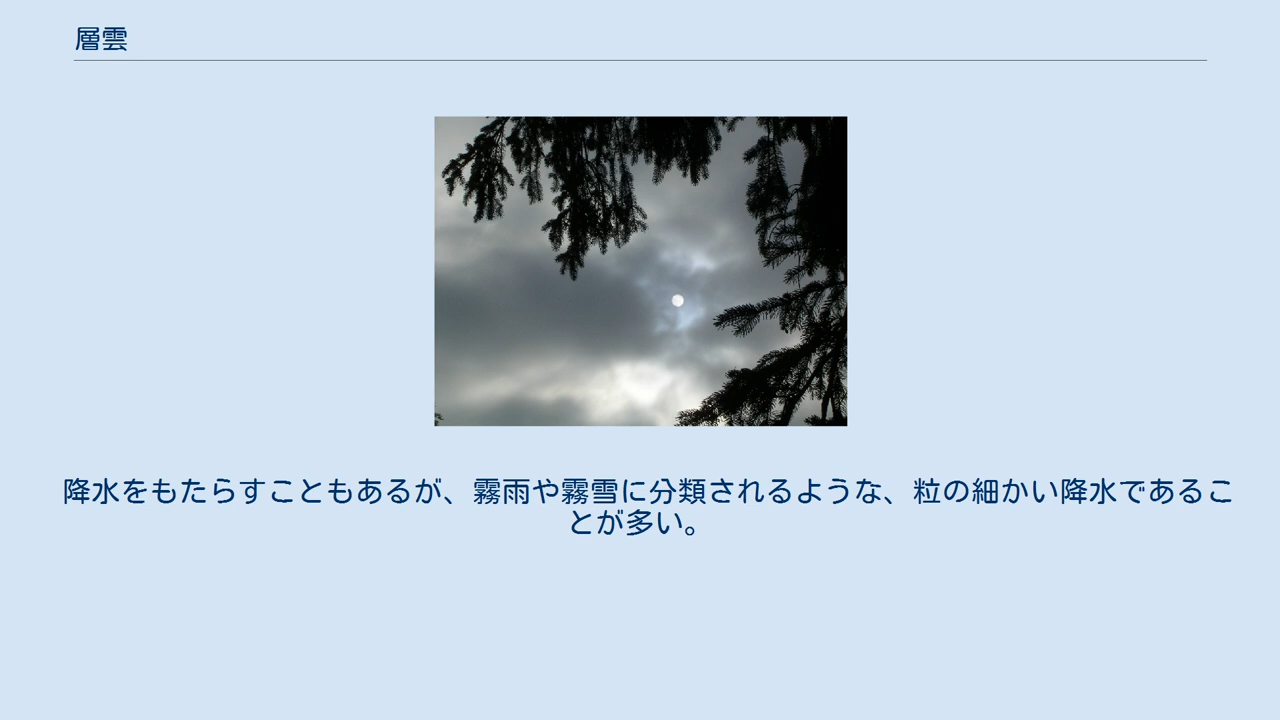 層雲
降水をもたらすこともあるが、霧雨や霧雪に分類されるような、粒の細かい降水であるこ
とが多い。